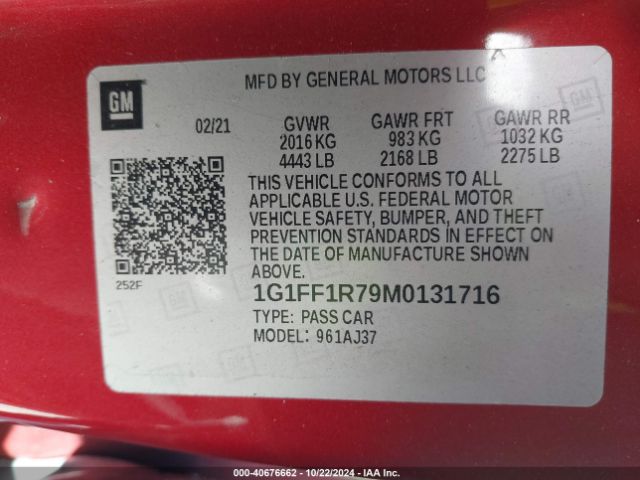 GM
MFD BY GENERAL MOTORS LLC
02/21 GVWR GAWR FRT GAWR RR
2016 KG 983 KG 1032 KG
4443 LB 2168 LB 2275 LB
THIS VEHICLE CONFORMS TO ALL
APPLICABLE U.S. FEDERAL MOTOR
VEHICLE SAFETY, BUMPER, AND THEFT
PREVENTION STANDARDS IN EFFECT ON
THE DATE OF MANUFACTURE SHOWN
ABOVE.
252F
1G1FF1R79M0131716
TYPE: PASS CAR
MODEL: 961AJ37
000-40676662 - 10/22/2024 - IAA Inc.